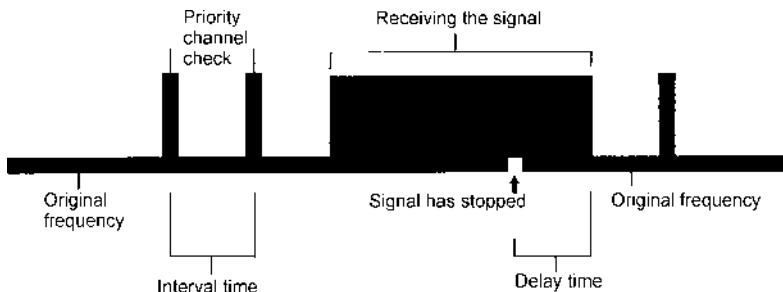 Priority
channel
check
Receiving the signal
Original
frequency
Signal has stopped
Original frequency
Interval time
Delay time